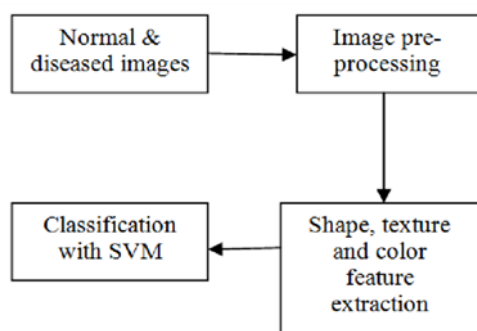 Normal &
diseased images
Image pre-
processing
Shape, texture
and color
feature
extraction
Classification
with SVM